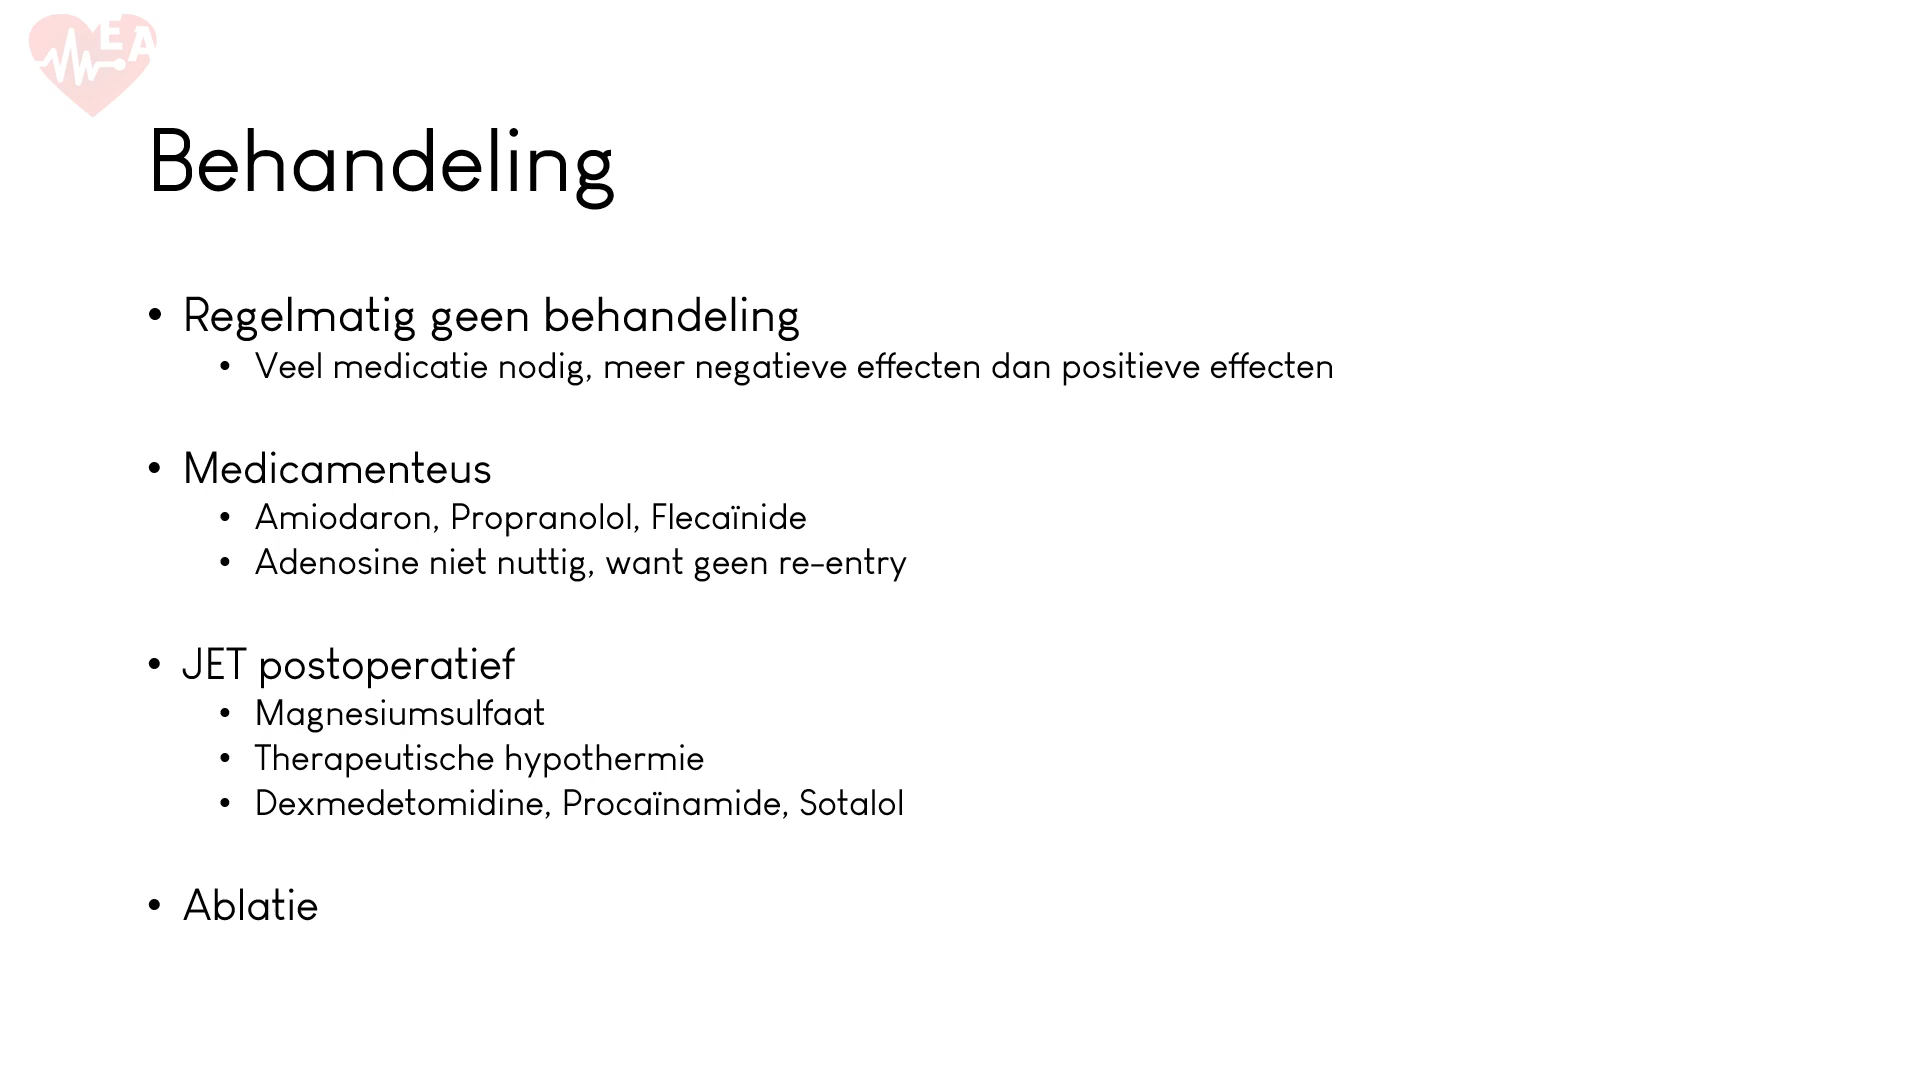 EA
Behandeling
• Regelmatig geen behandeling
• Veel medicatie nodig, meer negatieve effecten dan positieve effecten
• Medicamenteus
• Amiodaron, Propranolol, Flecaïnide
• Adenosine niet nuttig, want geen re-entry
• JET postoperatief
• Magnesiumsulfaat
• Therapeutische hypothermie
• Dexmedetomidine, Procaïnamide, Sotalol
• Ablatie